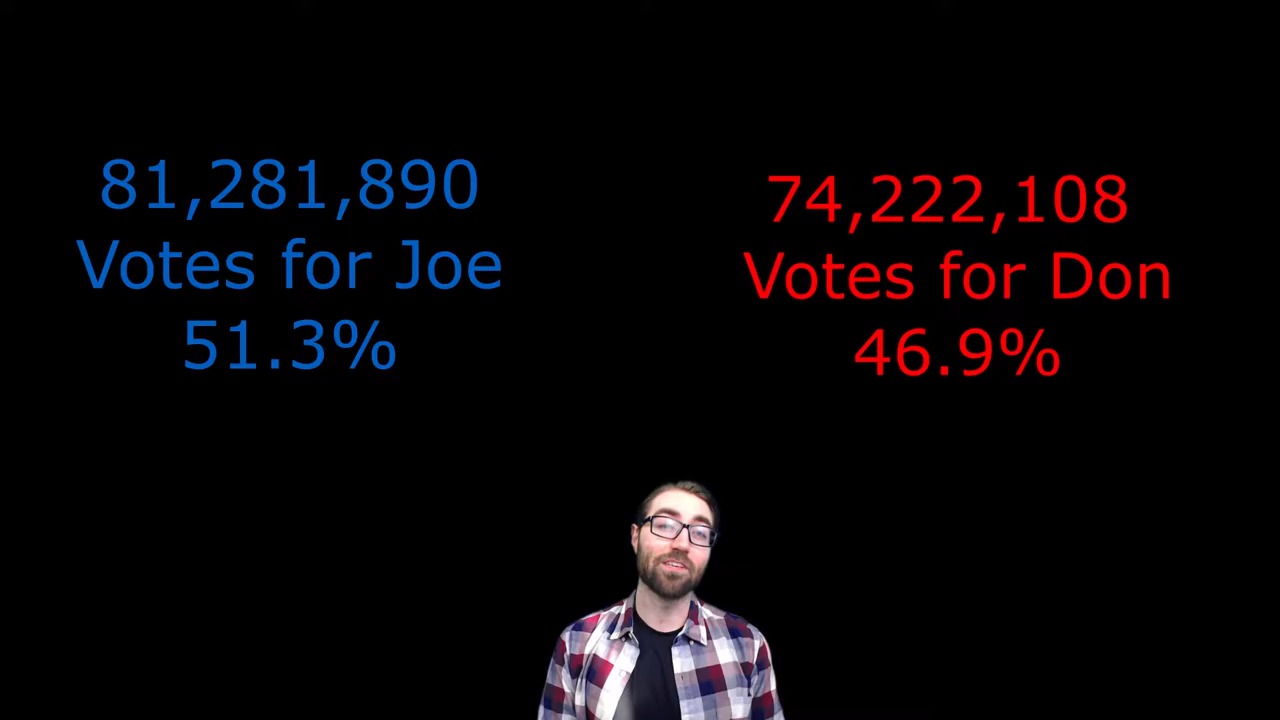 81,281,890
Votes for Joe
51.3%
74,222,108
Votes for Don
46.9%